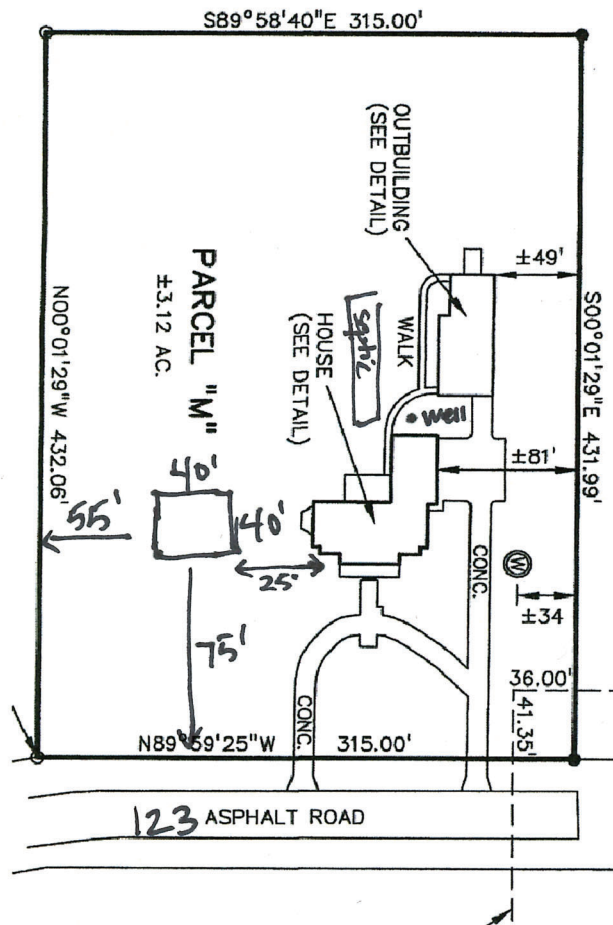 S89°58'40"E 315.00'
OUTBUILDING
(SEE DETAIL)
±49'
S00°01'29"E 431.99'
WALK
septic
HOUSE
(SEE DETAIL)
• well
PARCEL "M"
±3.12 AC.
N00°01'29"W 432.06'
±81'
40'
40'
55'
25'
CONC.
W
±34
75'
36.00'
41.35'
CONC.
N89°59'25"W 315.00'
123 ASPHALT ROAD